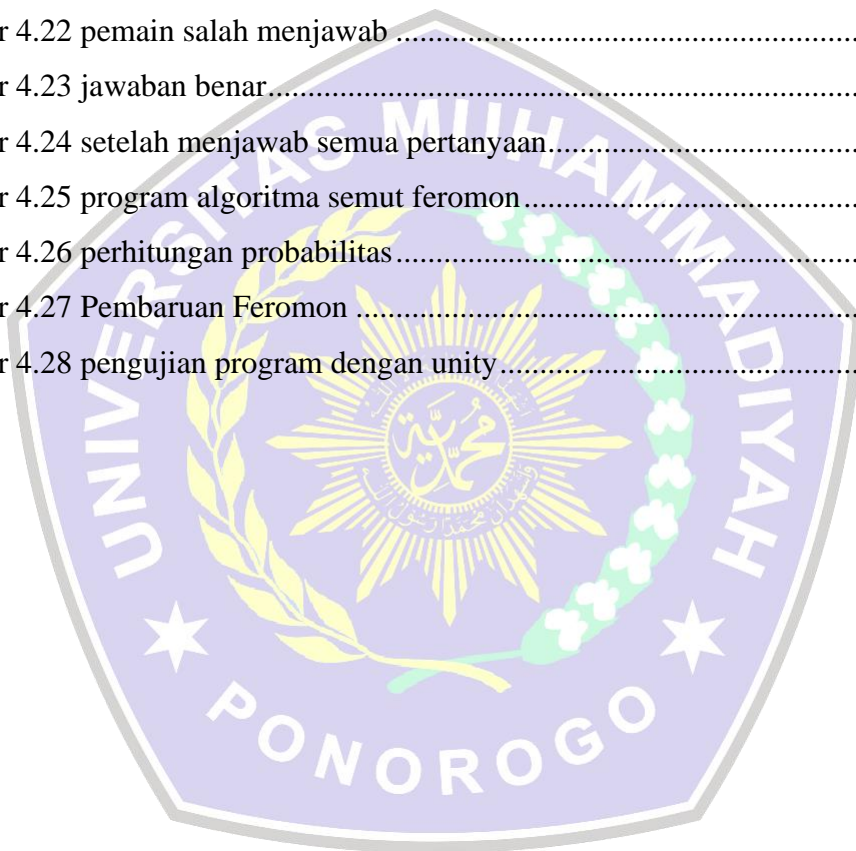 r 4.22 pemain salah menjawab ........................................................................
r 4.23 jawaban benar........................................................................
r 4.24 setelah menjawab semua pertanyaan..................................................
r 4.25 program algoritma semut feromon ..................................................
r 4.26 perhitungan probabilitas........................................................................
r 4.27 Pembaruan Feromon ........................................................................
r 4.28 pengujian program dengan unity..................................................
UNIVERSITAS MUHAMMADIYAH
PONOROGO
محمدية